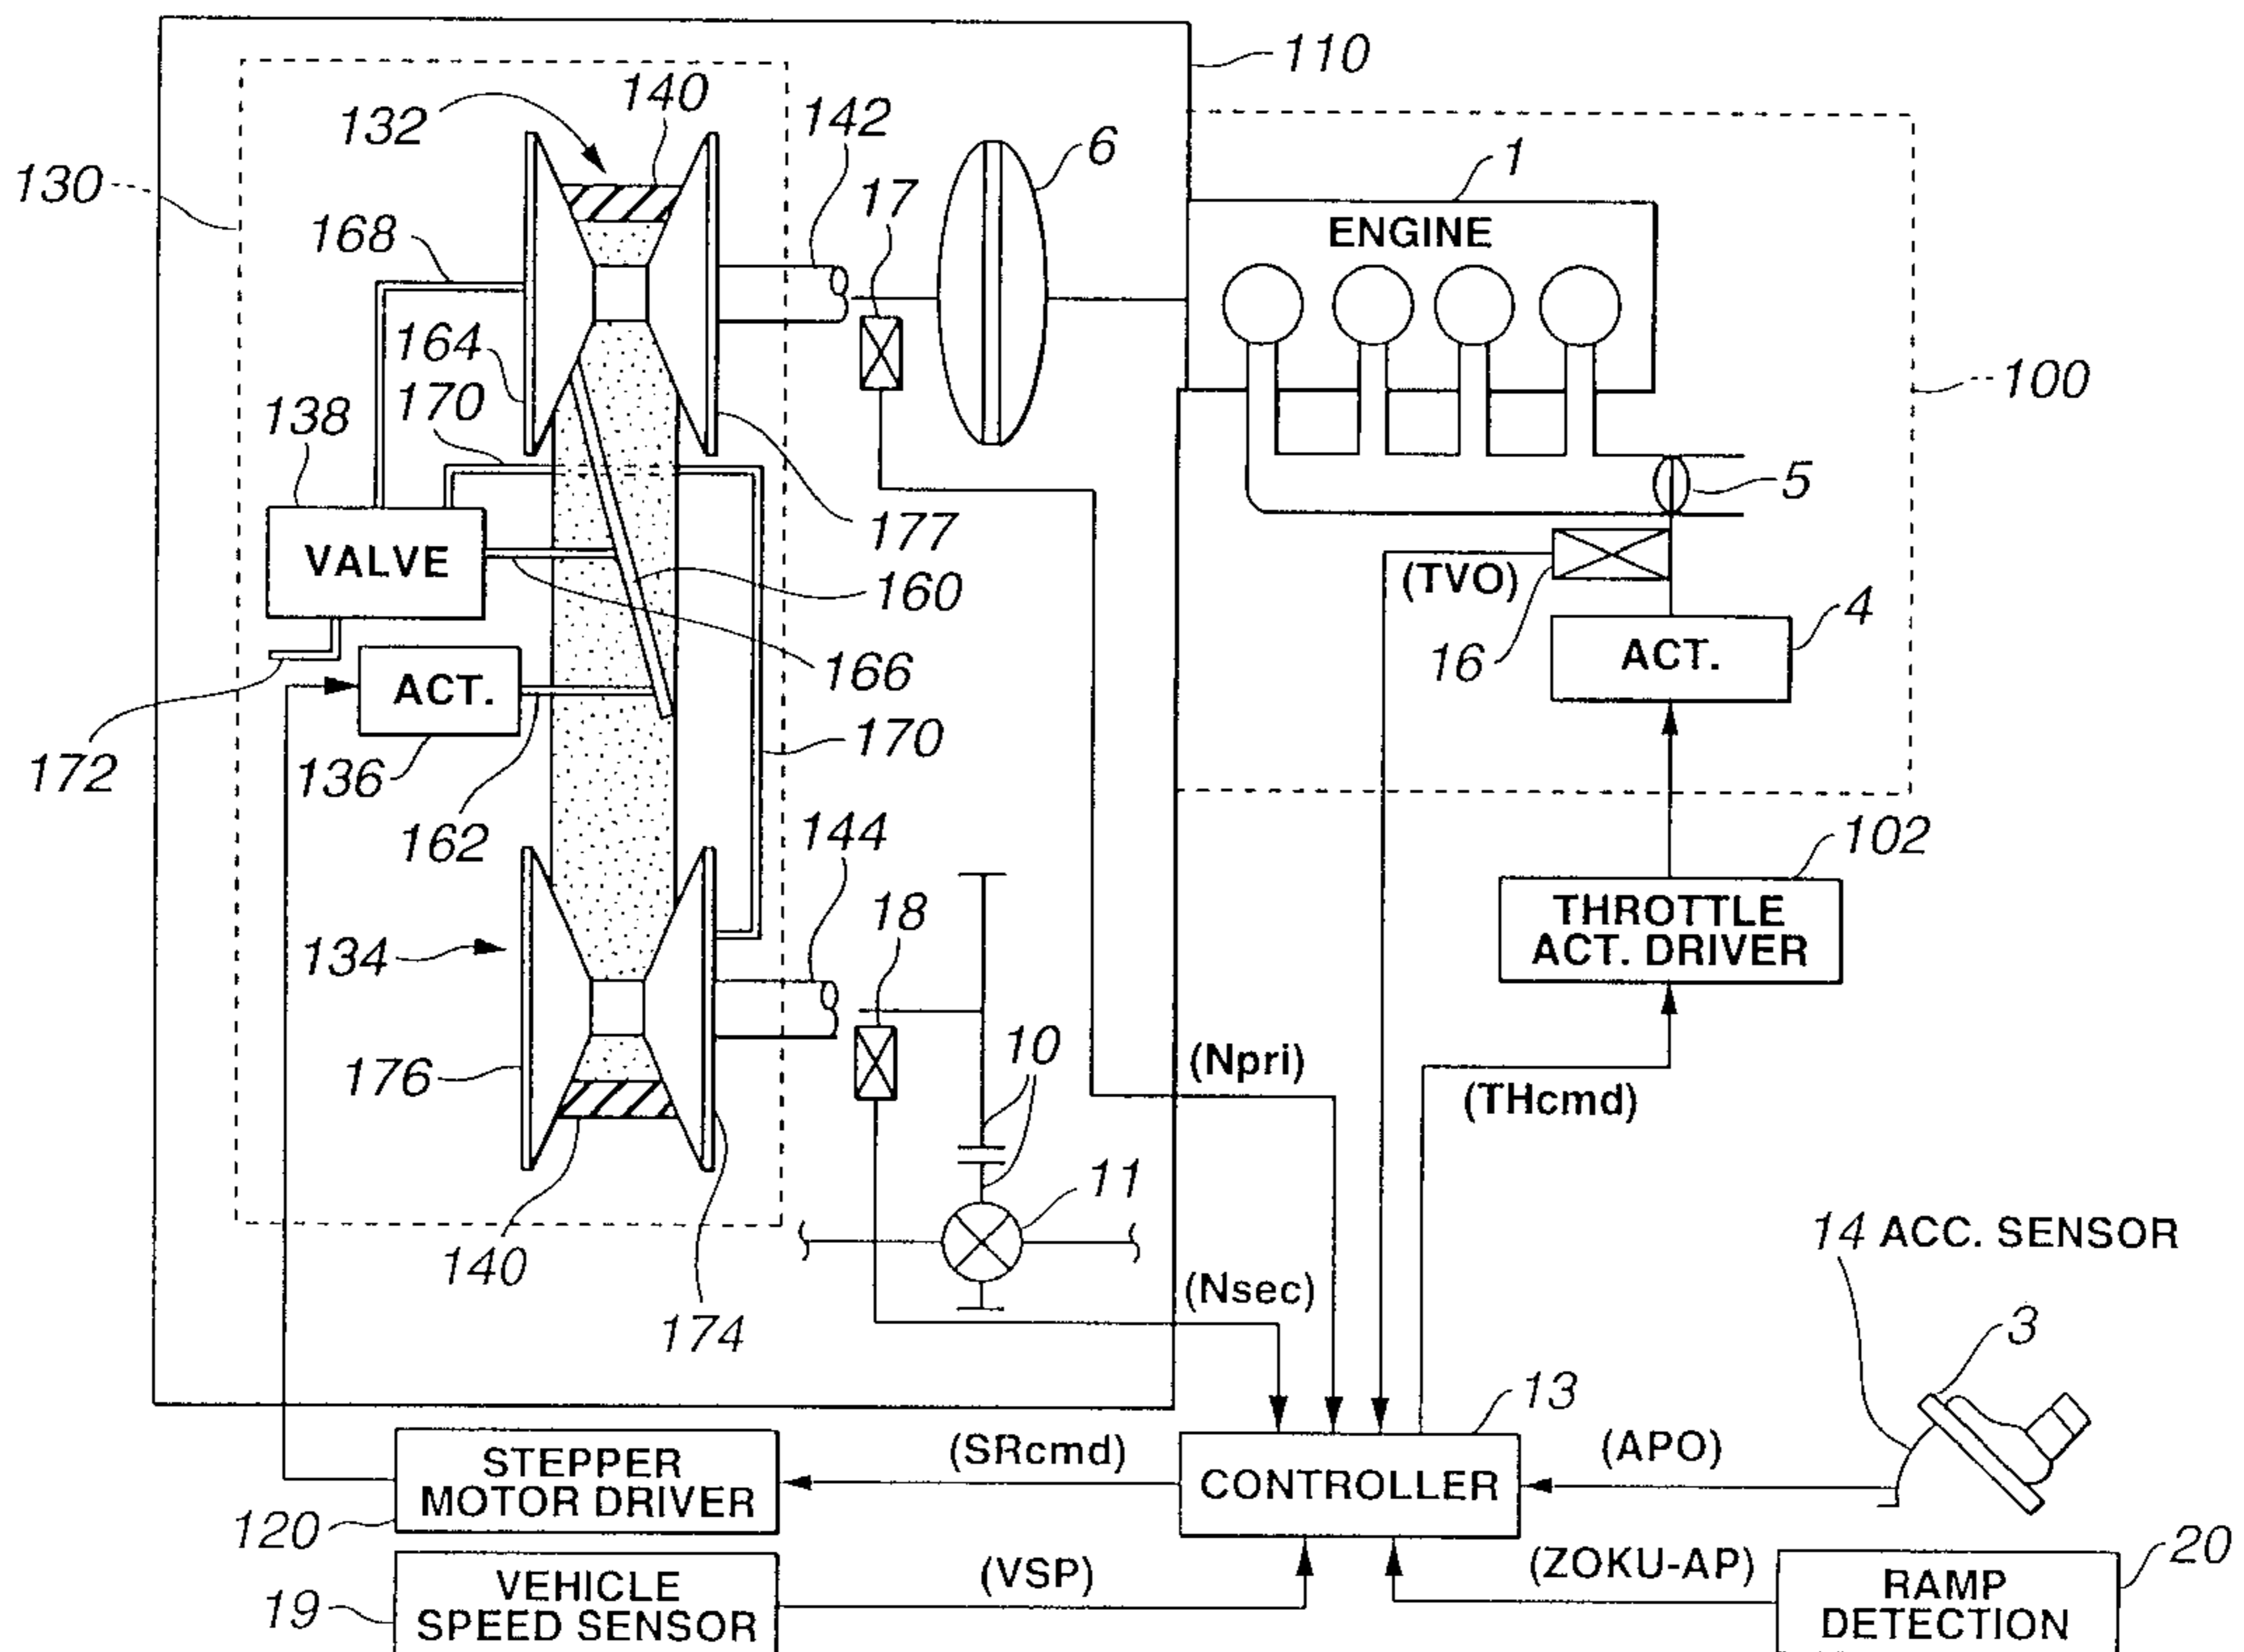 110
140
132
142
6
1
130
17
ENGINE
168
164
170
100
138
5
177
VALVE
160
(TVO)
4
16
ACT.
166
ACT.
170
172
136
162
144
102
18
THROTTLE
ACT. DRIVER
134
10
(Npri)
176
(THcmd)
11
14 ACC. SENSOR
140
(Nsec)
174
3
13
(SRcmd)
(APO)
STEPPER
MOTOR DRIVER
CONTROLLER
120
(VSP)
(ZOKU-AP)
20
VEHICLE
SPEED SENSOR
19
RAMP
DETECTION